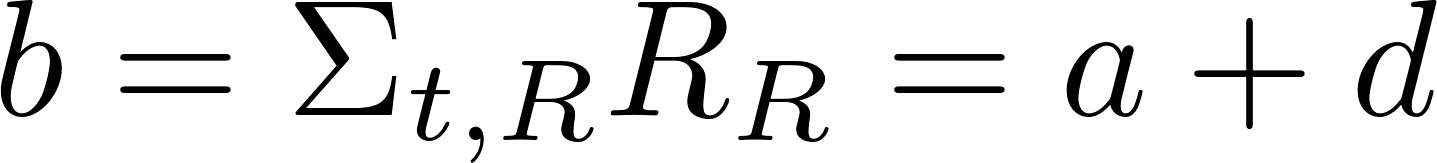 b = Σ_{t,R} R_R = a + d